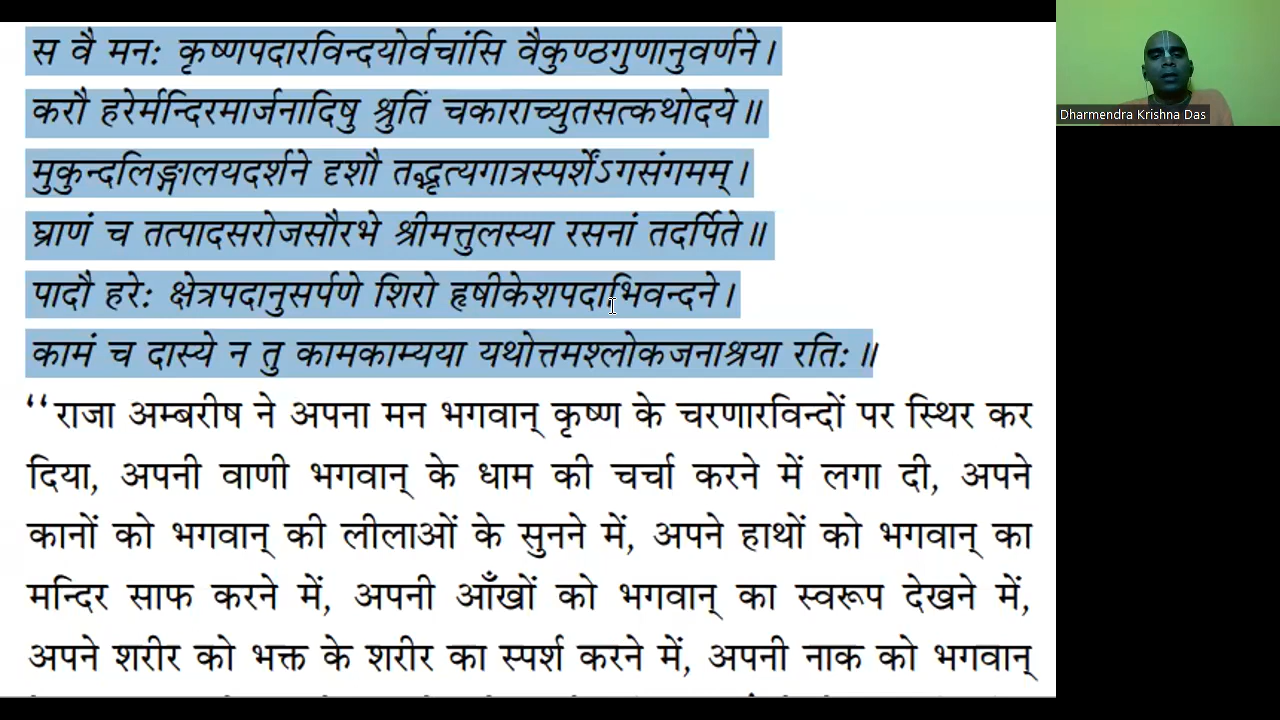 स वै मनः कृष्णपदारविन्दयोर्वचांसि वैकुण्ठगुणानुवर्णने।
करौ हरेर्मन्दिरमार्जनादिषु श्रुतिं चकाराच्युतसत्कथोदये॥
मुकुन्दलिङ्गालयदर्शने दृशौ तद्भृत्यगात्रस्पर्शेंऽगसंगमम्।
घ्राणं च तत्पादसरोजसौरभे श्रीमत्तुलस्या रसनां तदर्पिते॥
पादौ हरेः क्षेत्रपदानुसर्पणे शिरो हृषीकेशपदाभिवन्दने।
कामं च दास्ये न तु कामकाम्यया यथोत्तमश्लोकजनाश्रया रतिः॥
‘‘राजा अम्बरीष ने अपना मन भगवान् कृष्ण के चरणारविन्दों पर स्थिर कर
दिया, अपनी वाणी भगवान् के धाम की चर्चा करने में लगा दी, अपने
कानों को भगवान् की लीलाओं के सुनने में, अपने हाथों को भगवान् का
मन्दिर साफ करने में, अपनी आँखों को भगवान् का स्वरूप देखने में,
अपने शरीर को भक्त के शरीर का स्पर्श करने में, अपनी नाक को भगवान्
Dharmendra Krishna Das